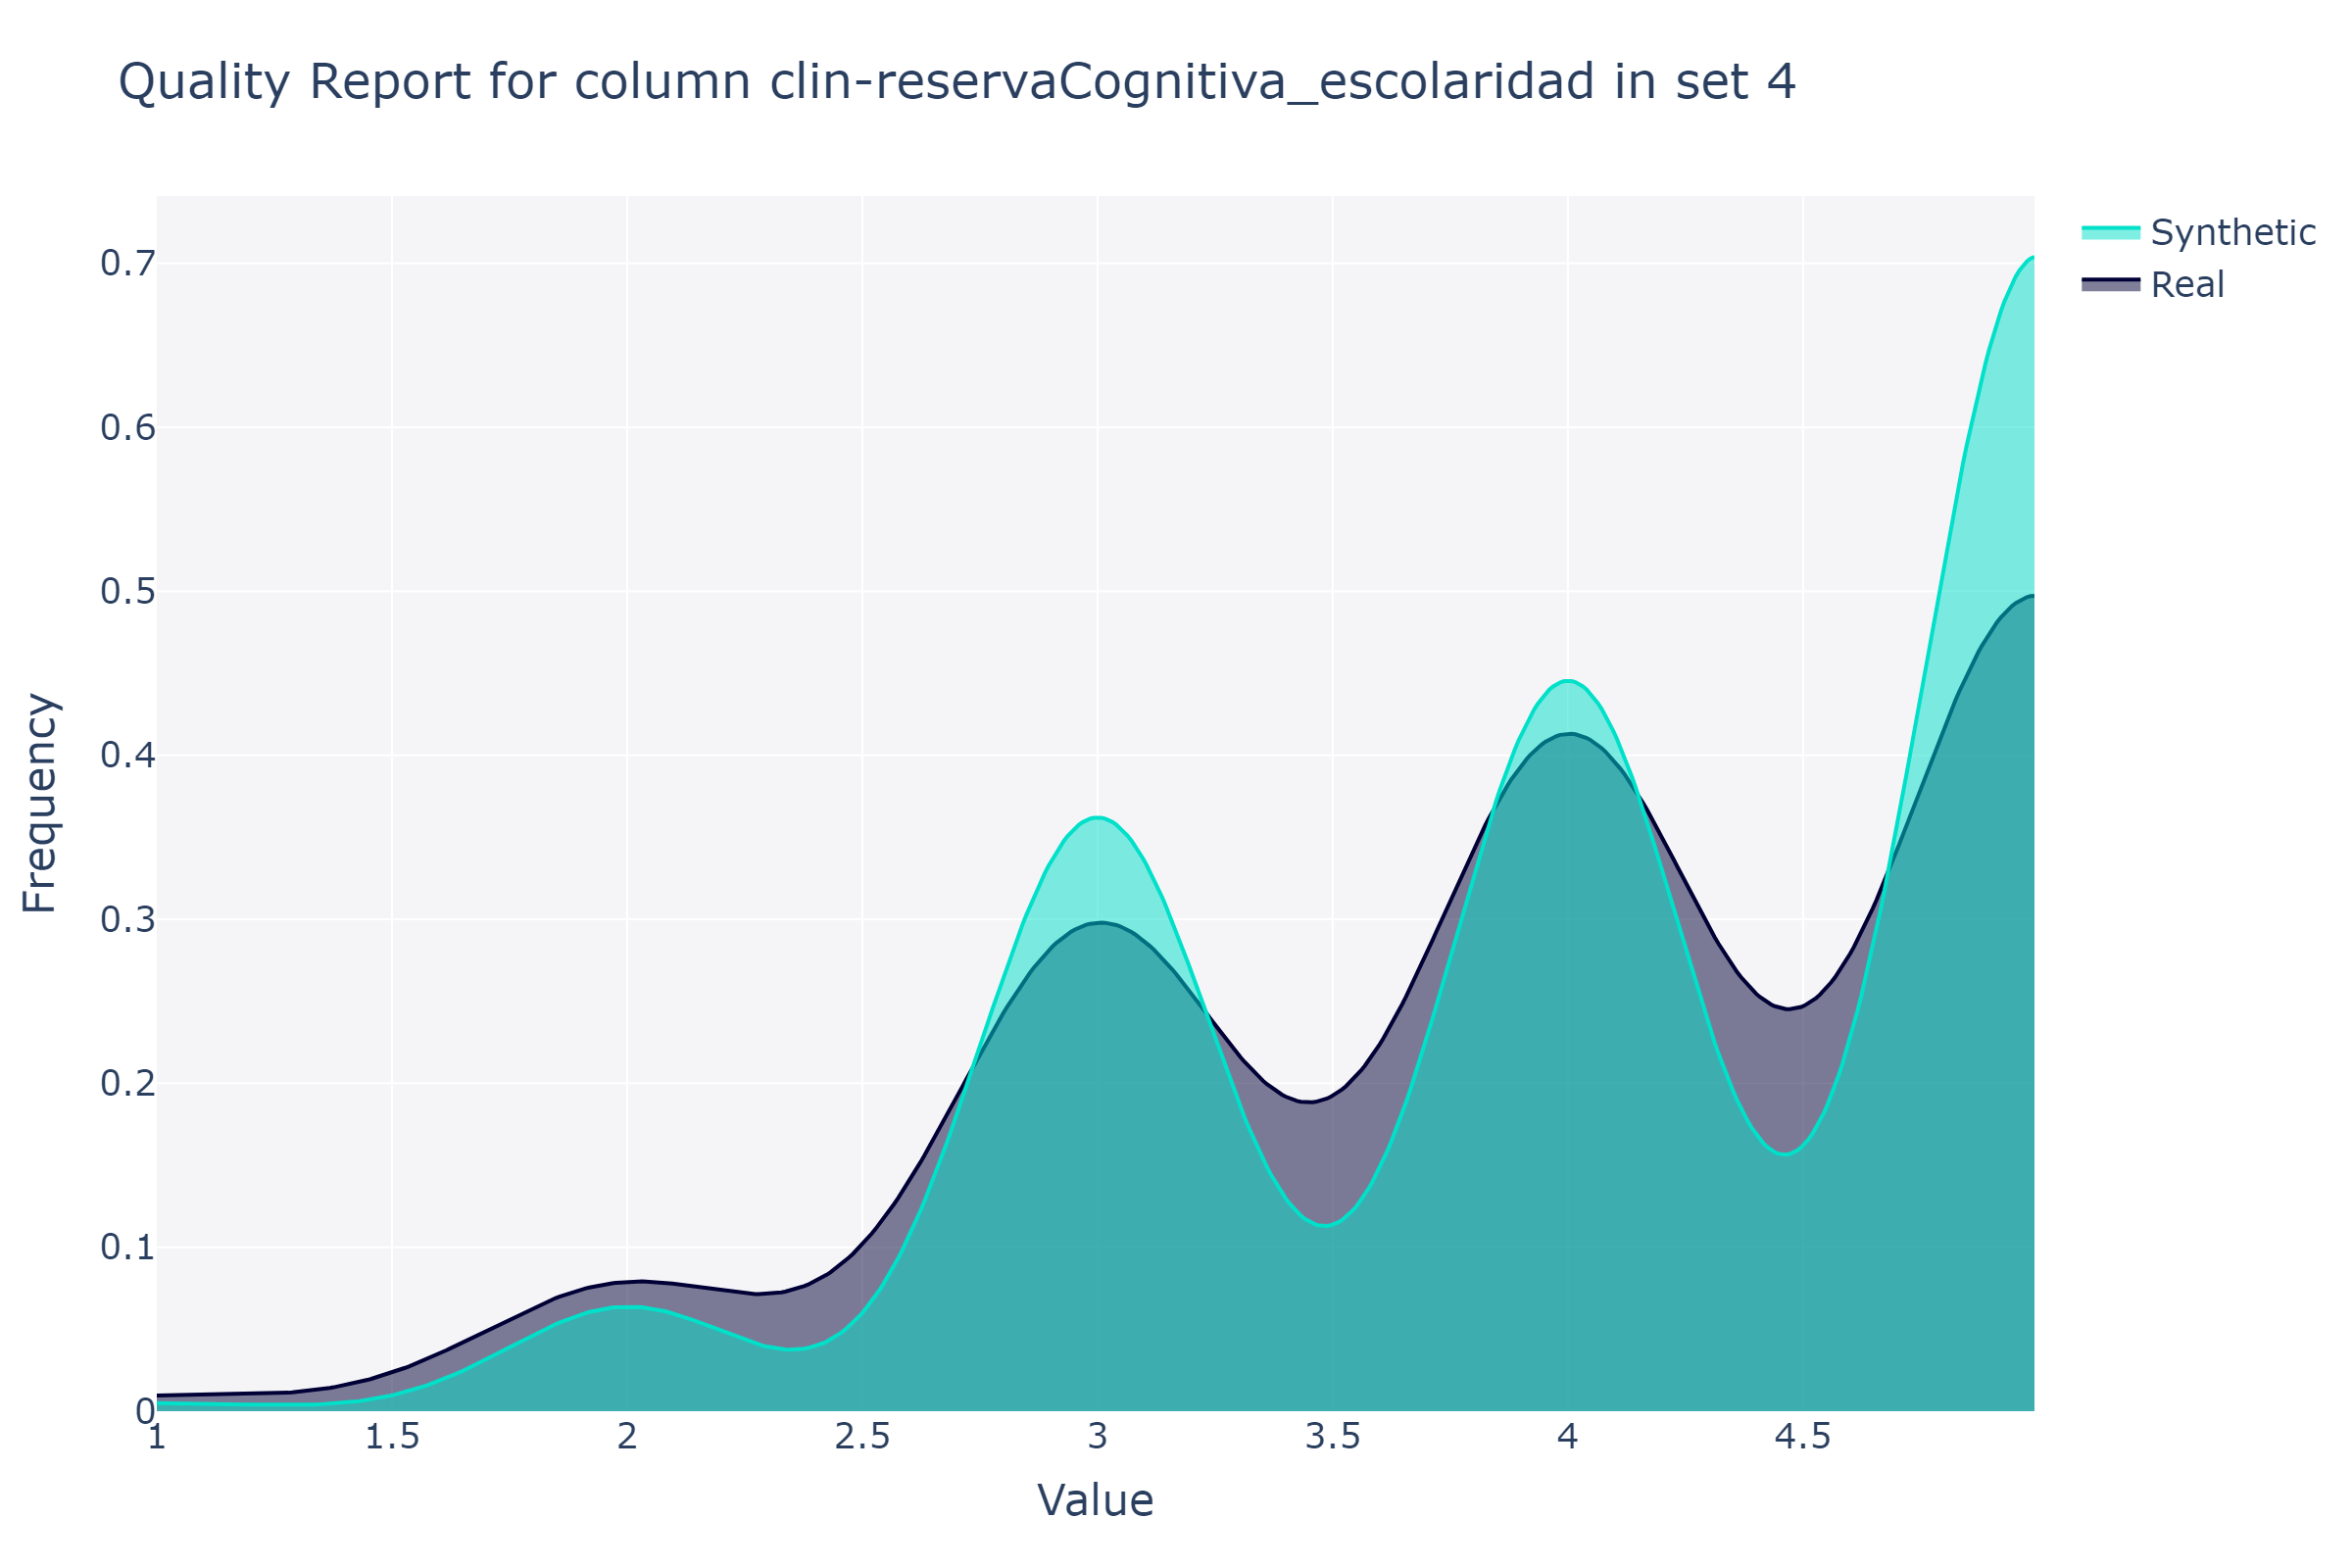 Quality Report for column clin-reservaCognitiva_escolaridad in set 4
Synthetic
Real
0.7
0.6
0.5
0.4
0.3
0.2
0.1
0
Frequency
1 1.5 2 2.5 3 3.5 4 4.5
Value